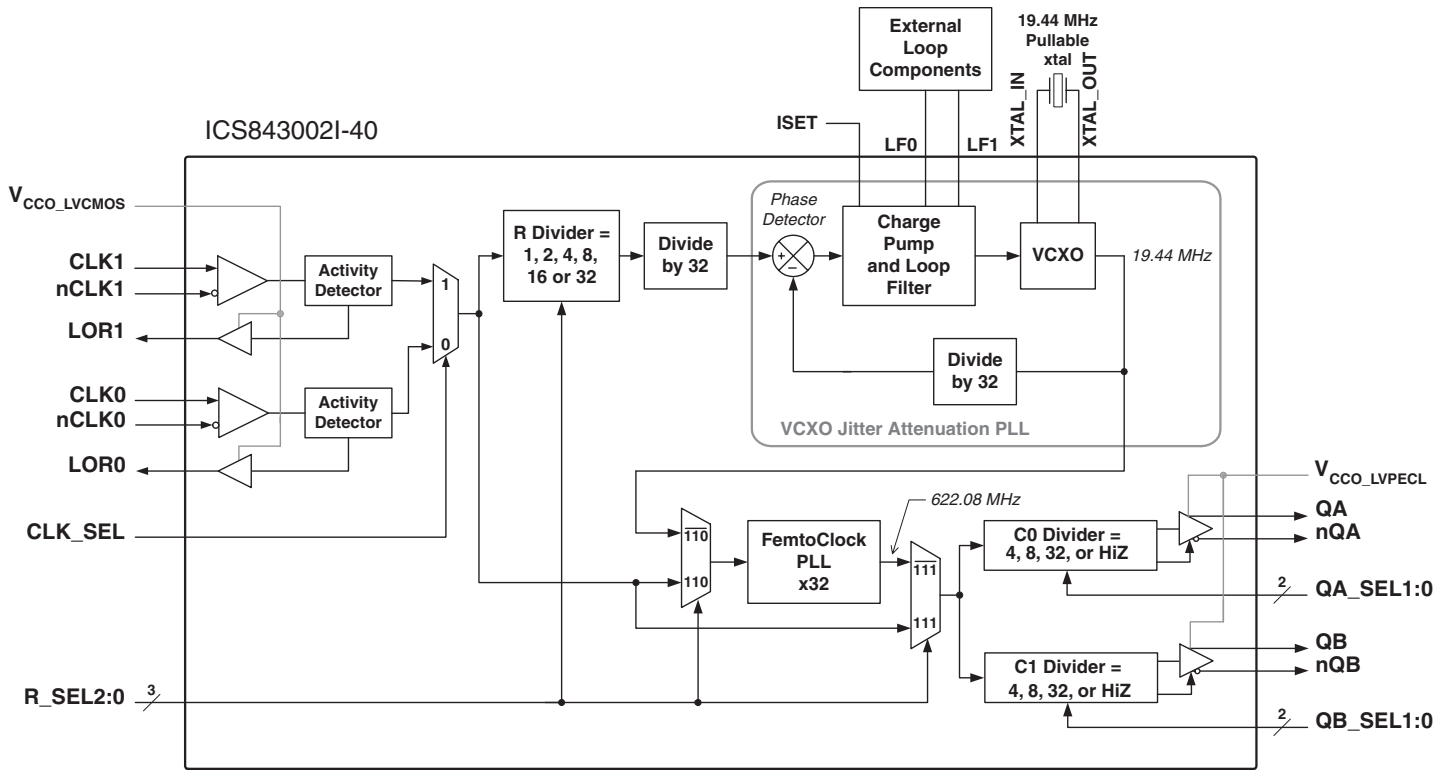 External
Loop
Components
19.44 MHz
Pullable
xtal
XTAL_IN
XTAL_OUT
ISET
LF0
LF1
ICS843002I-40
VCCO_LVCMOS
CLK1
nCLK1
LOR1
CLK0
nCLK0
LOR0
CLK_SEL
R_SEL2:0
3
Activity
Detector
Activity
Detector
1
0
R Divider =
1, 2, 4, 8,
16 or 32
Divide
by 32
Phase
Detector
+
−
Charge
Pump
and Loop
Filter
VCXO
19.44 MHz
Divide
by 32
VCXO Jitter Attenuation PLL
110
110
FemtoClock
PLL
x32
622.08 MHz
111
111
C0 Divider =
4, 8, 32, or HiZ
C1 Divider =
4, 8, 32, or HiZ
VCCO_LVPECL
QA
nQA
2
QA_SEL1:0
QB
nQB
2
QB_SEL1:0